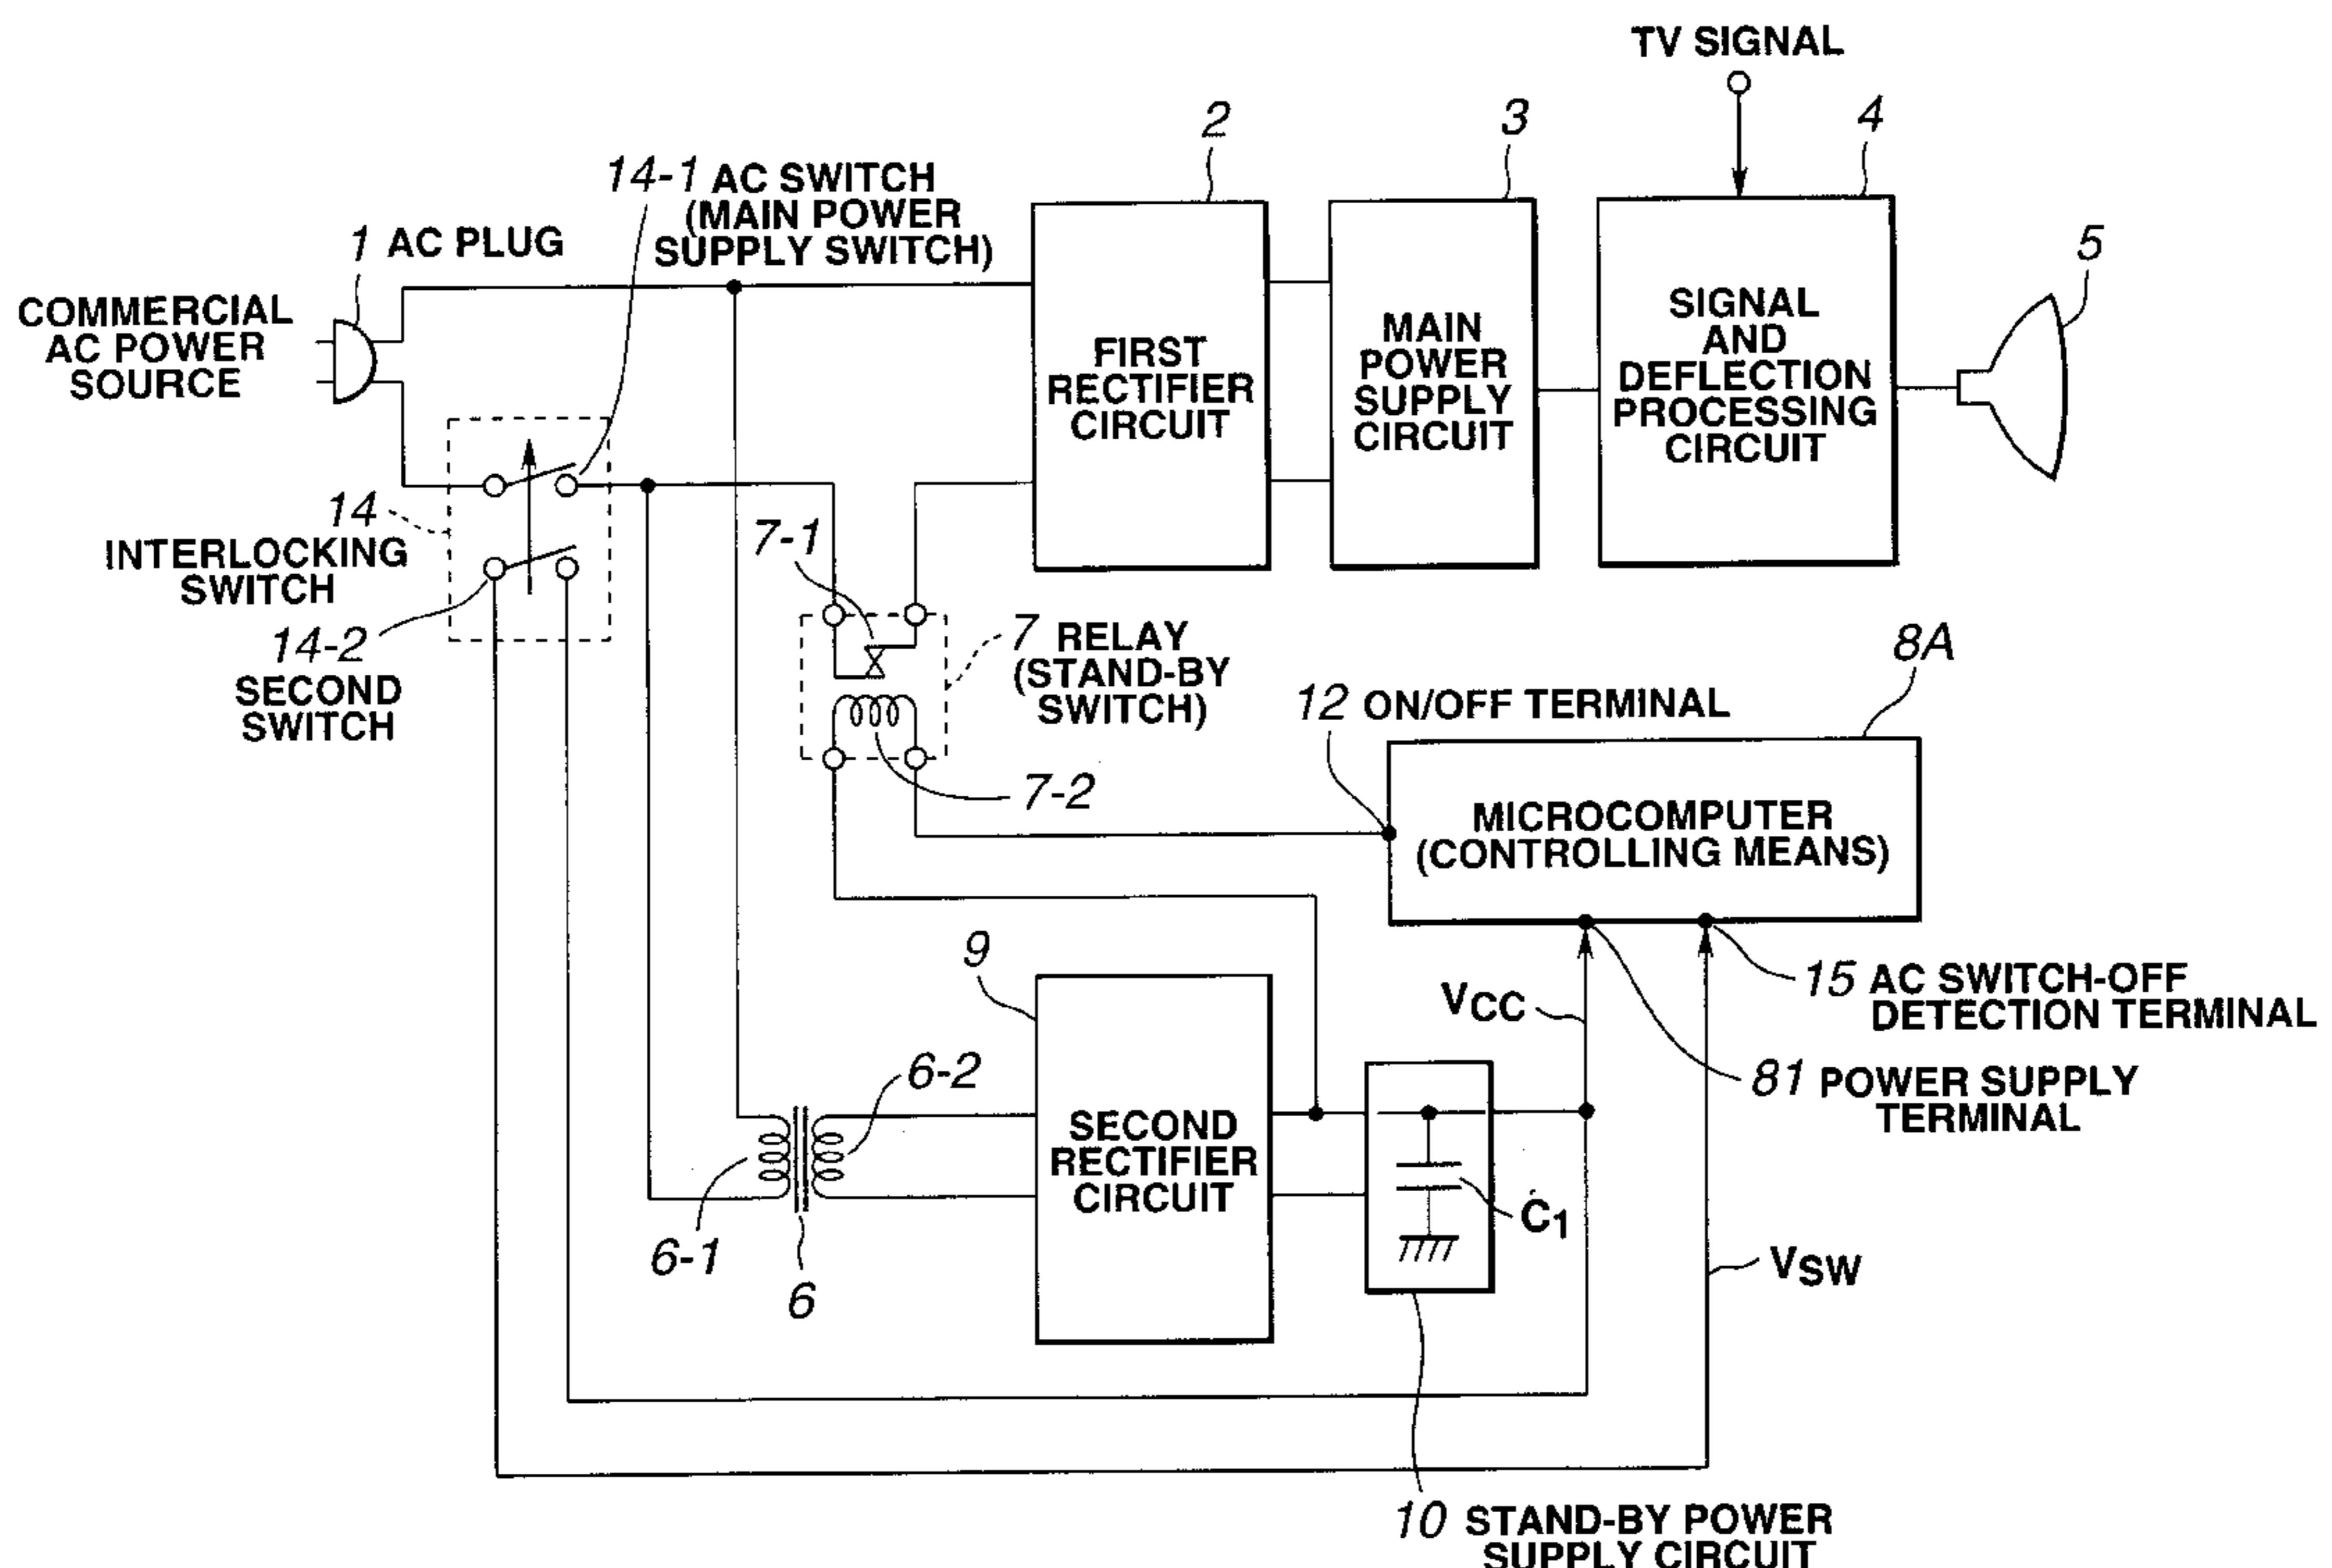 TV SIGNAL
2
3
4
14-1 AC SWITCH
(MAIN POWER
SUPPLY SWITCH)
1 AC PLUG
5
COMMERCIAL
AC POWER
SOURCE
FIRST
RECTIFIER
CIRCUIT
MAIN
POWER
SUPPLY
CIRCUIT
SIGNAL
AND
DEFLECTION
PROCESSING
CIRCUIT
14
INTERLOCKING
SWITCH
7-1
14-2
SECOND
SWITCH
7 RELAY
(STAND-BY
SWITCH)
8A
12 ON/OFF TERMINAL
7-2
MICROCOMPUTER
(CONTROLLING MEANS)
9
VCC
15 AC SWITCH-OFF
DETECTION TERMINAL
6-2
81 POWER SUPPLY
TERMINAL
SECOND
RECTIFIER
CIRCUIT
C1
6-1
6
VSW
10 STAND-BY POWER
SUPPLY CIRCUIT